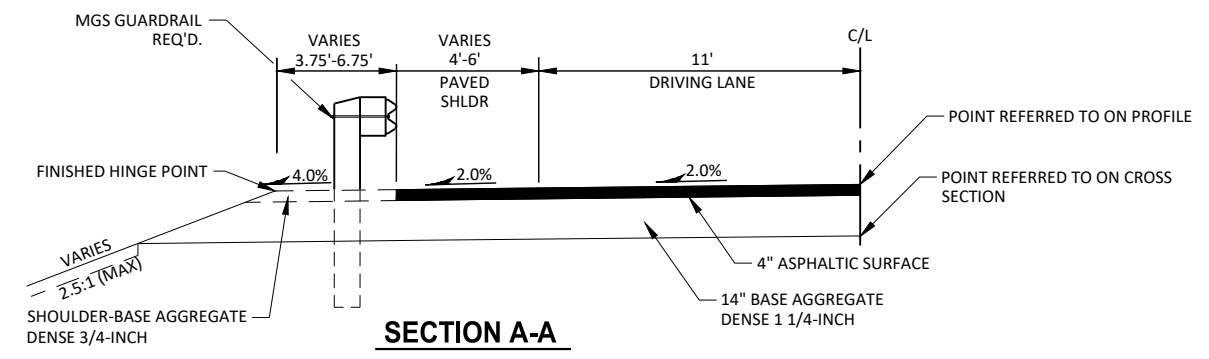 MGS GUARDRAIL
REQ'D.
VARIES
3.75'-6.75'
VARIES
4'-6'
PAVED
SHLDR
11'
DRIVING LANE
C/L
POINT REFERRED TO ON PROFILE
FINISHED HINGE POINT
4.0%
2.0%
2.0%
POINT REFERRED TO ON CROSS
SECTION
VARIES
2.5:1 (MAX)
4" ASPHALTIC SURFACE
SHOULDER-BASE AGGREGATE
DENSE 3/4-INCH
14" BASE AGGREGATE
DENSE 1 1/4-INCH
SECTION A-A